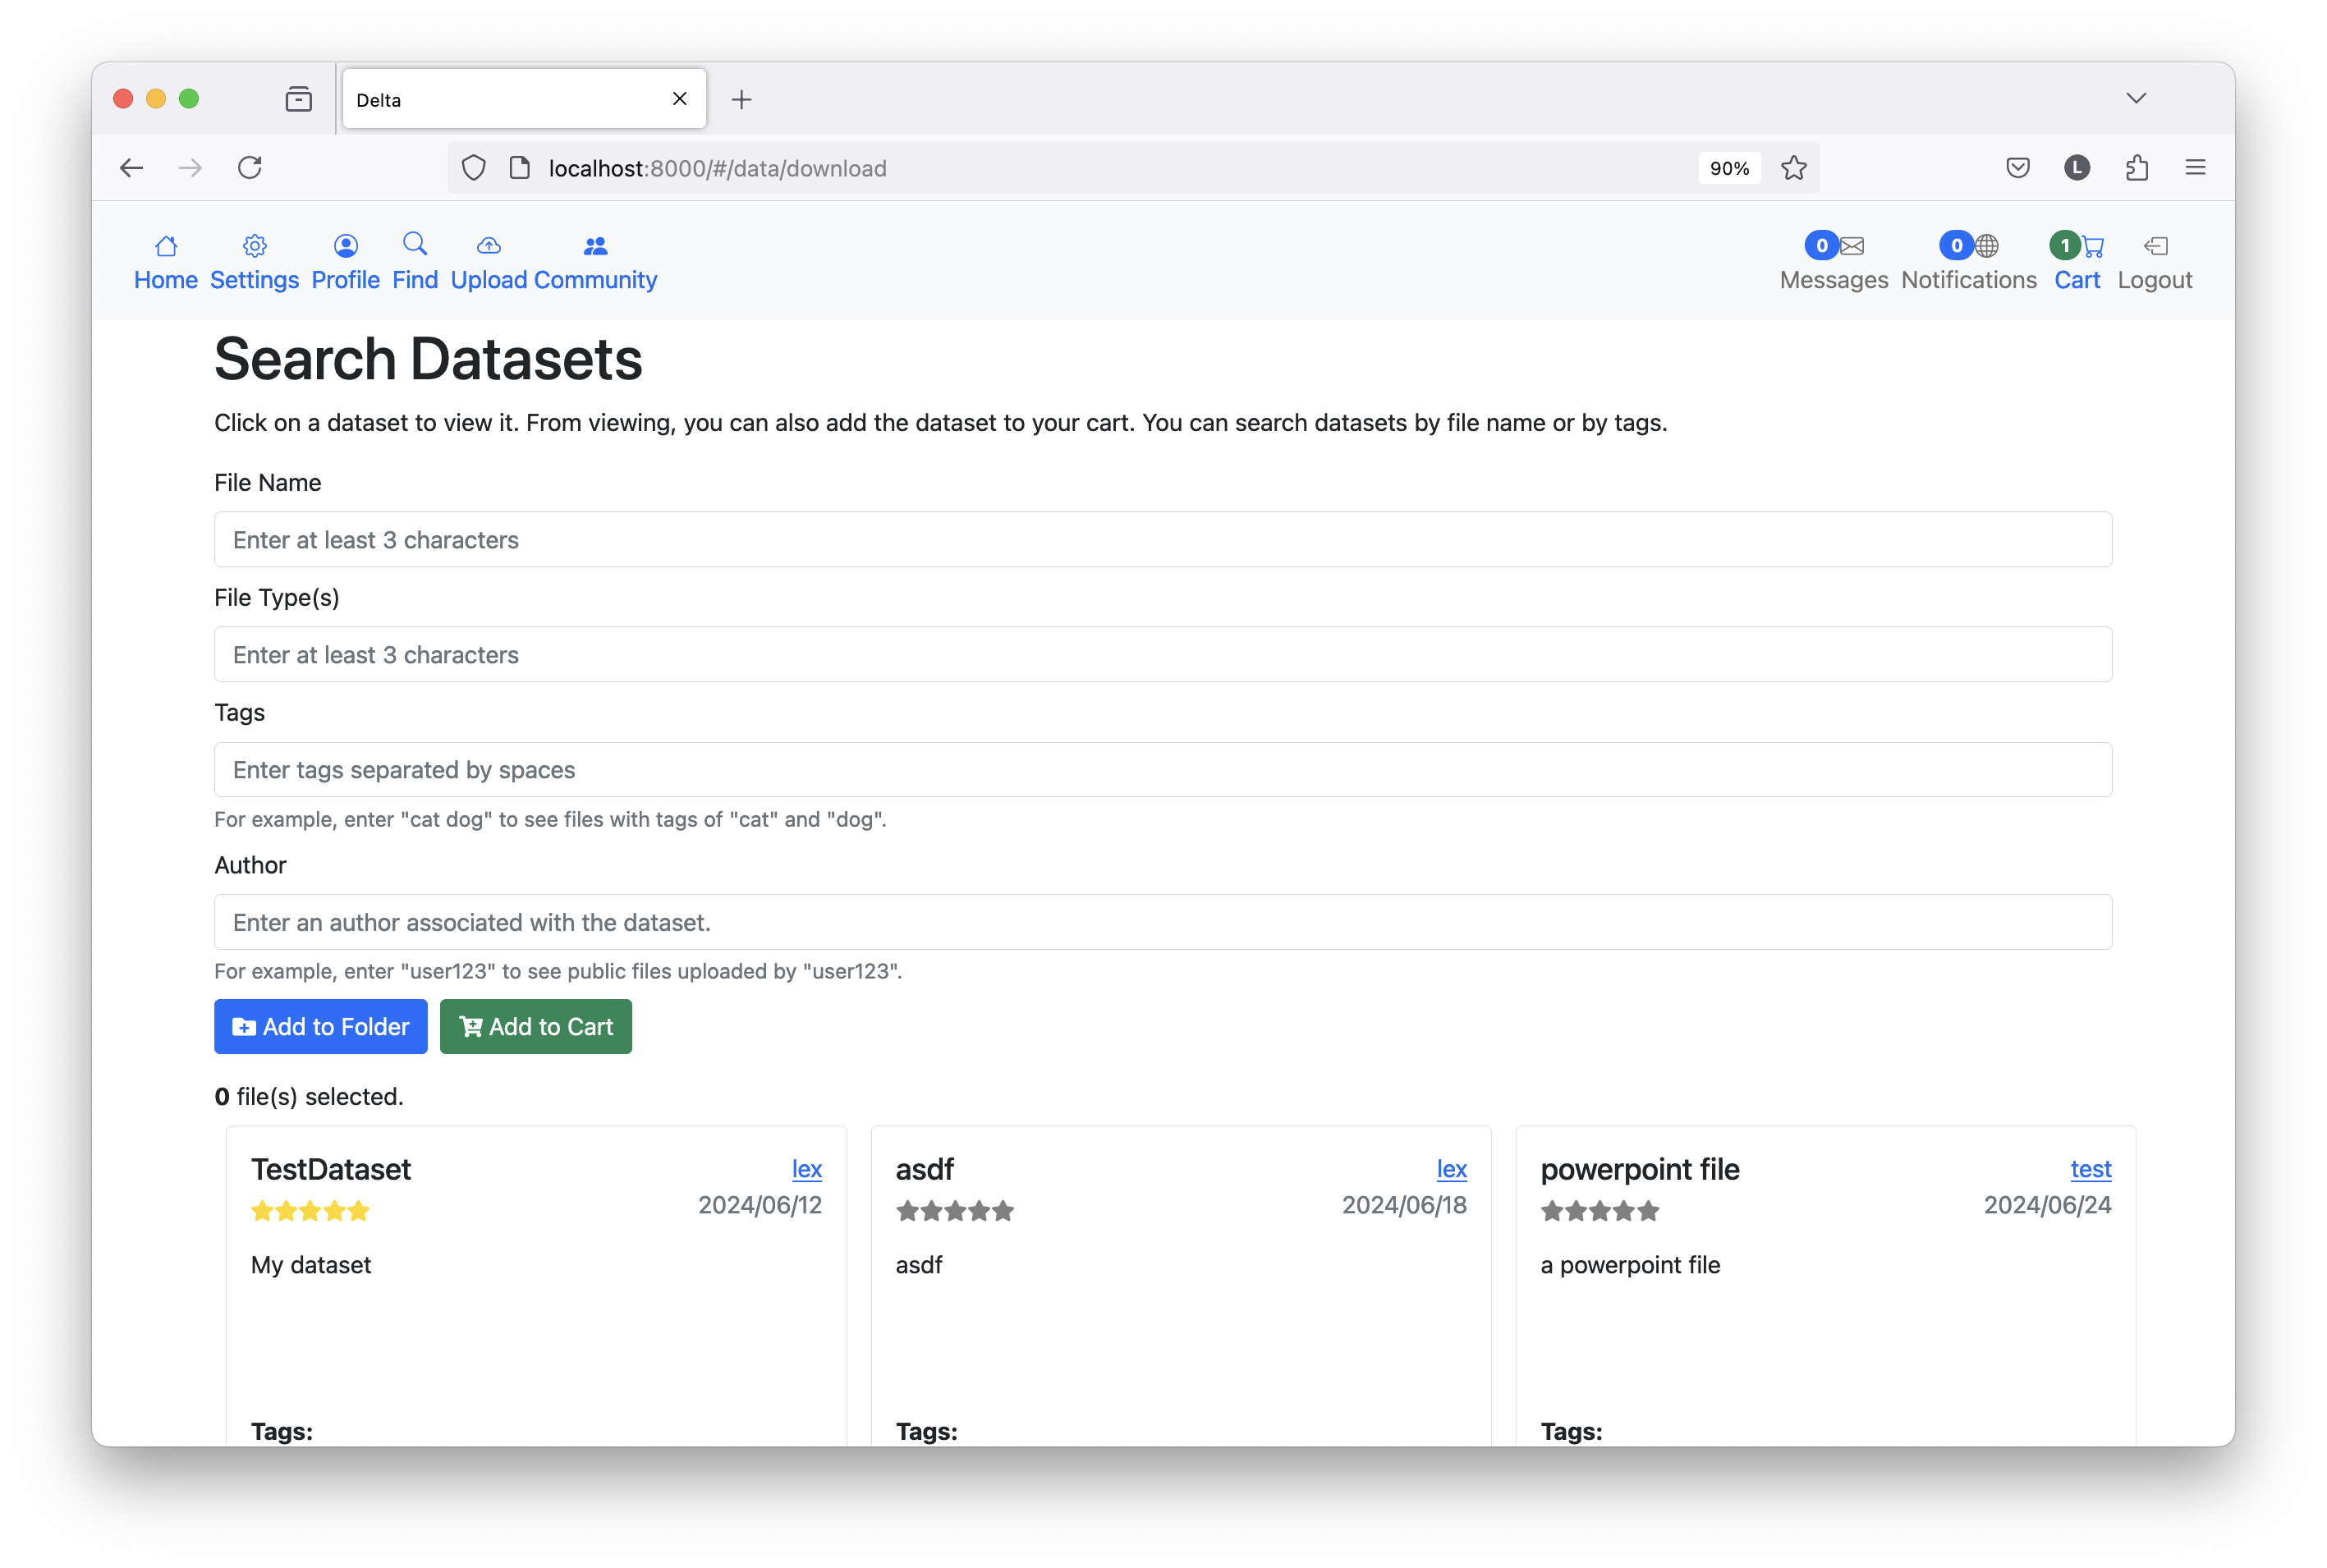 Delta
localhost:8000/#/data/download
90%
L
0
0
1
Home Settings Profile Find Upload Community
Messages Notifications Cart Logout
Search Datasets
Click on a dataset to view it. From viewing, you can also add the dataset to your cart. You can search datasets by file name or by tags.
File Name
Enter at least 3 characters
File Type(s)
Enter at least 3 characters
Tags
Enter tags separated by spaces
For example, enter "cat dog" to see files with tags of "cat" and "dog".
Author
Enter an author associated with the dataset.
For example, enter "user123" to see public files uploaded by "user123".
Add to Folder
Add to Cart
0 file(s) selected.
TestDataset
lex
2024/06/12
My dataset
Tags:
asdf
lex
2024/06/18
asdf
Tags:
powerpoint file
test
2024/06/24
a powerpoint file
Tags: